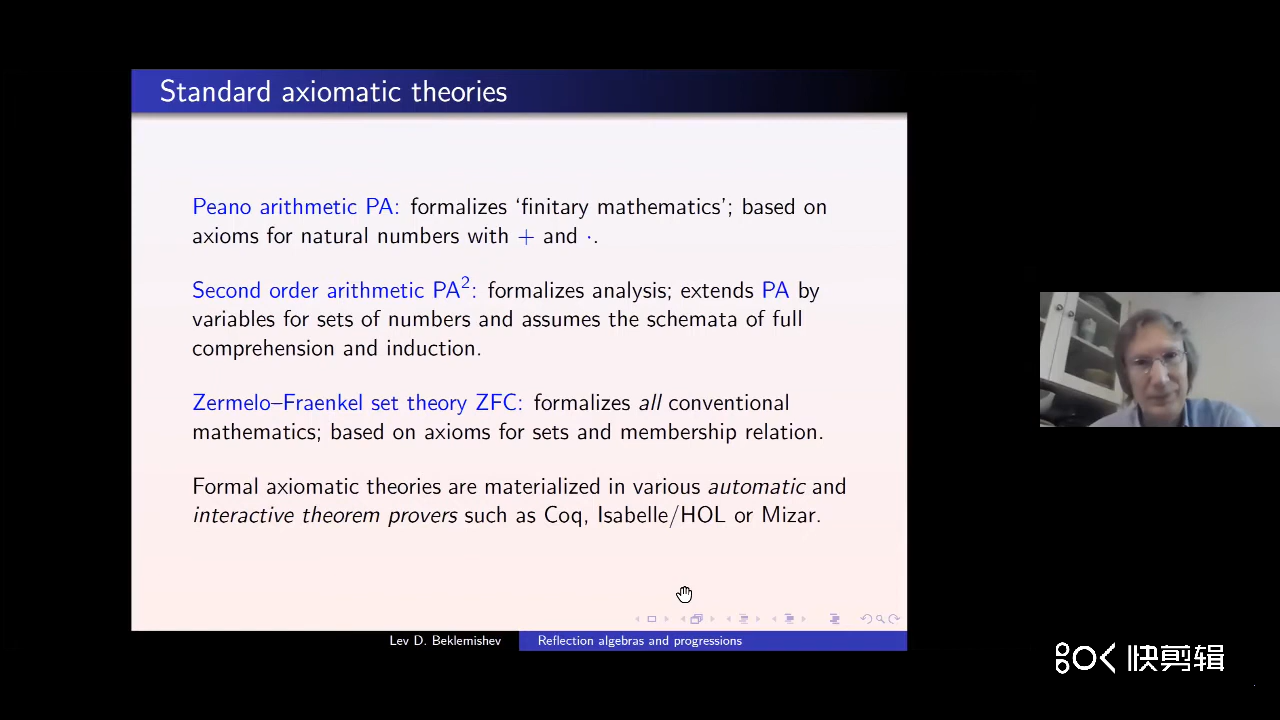 Standard axiomatic theories
Peano arithmetic PA: formalizes ‘finitary mathematics’; based on
axioms for natural numbers with + and ·.
Second order arithmetic PA²: formalizes analysis; extends PA by
variables for sets of numbers and assumes the schemata of full
comprehension and induction.
Zermelo–Fraenkel set theory ZFC: formalizes all conventional
mathematics; based on axioms for sets and membership relation.
Formal axiomatic theories are materialized in various automatic and
interactive theorem provers such as Coq, Isabelle/HOL or Mizar.
Lev D. Beklemishev
Reflection algebras and progressions
快剪辑